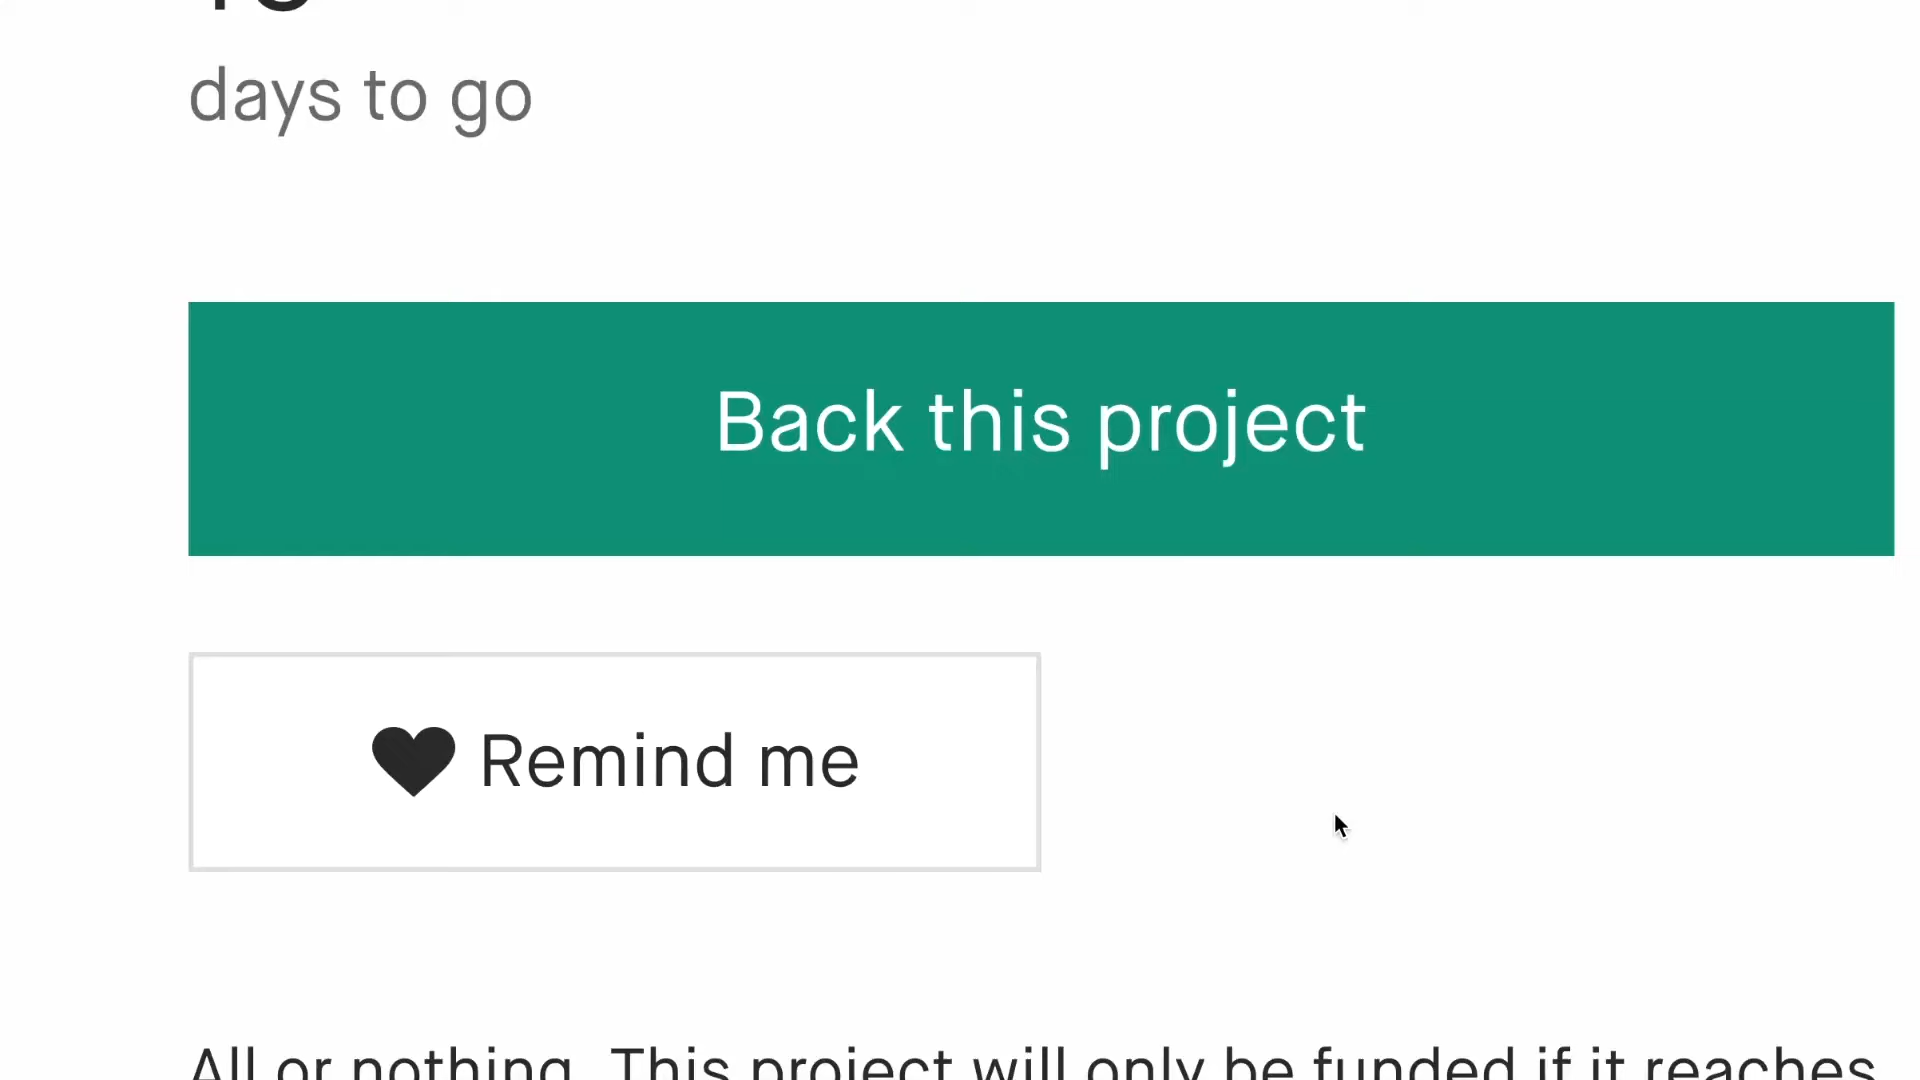 days to go
Back this project
Remind me
All or nothing. This project will only be funded if it reaches